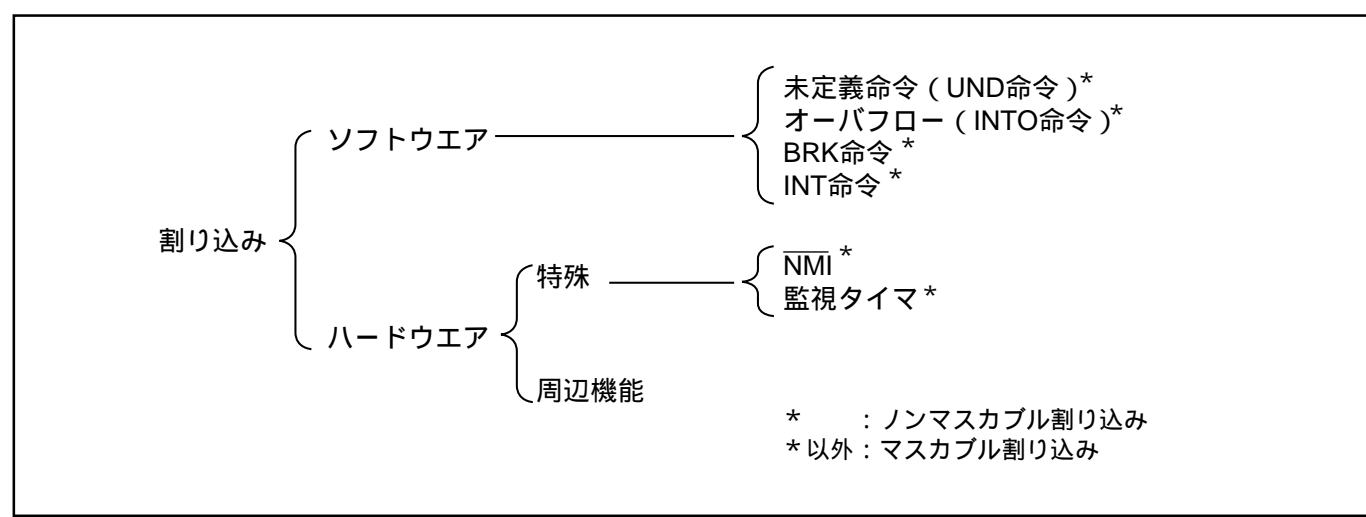 未定義命令（UND命令）*
オーバフロー（INTO命令）*
BRK命令*
INT命令*
ソフトウエア
割り込み
NMI*
監視タイマ*
特殊
ハードウエア
周辺機能
* ：ノンマスカブル割り込み
*以外：マスカブル割り込み